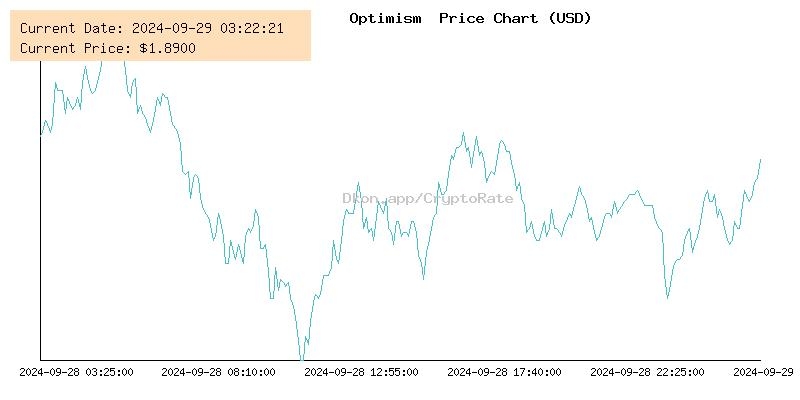 Optimism  Price Chart (USD)
Current Date: 2024-09-29 03:22:21
Current Price: $1.8900
Dkon.app/CryptoRate
2024-09-28 03:25:00 2024-09-28 08:10:00 2024-09-28 12:55:00 2024-09-28 17:40:00 2024-09-28 22:25:00 2024-09-29